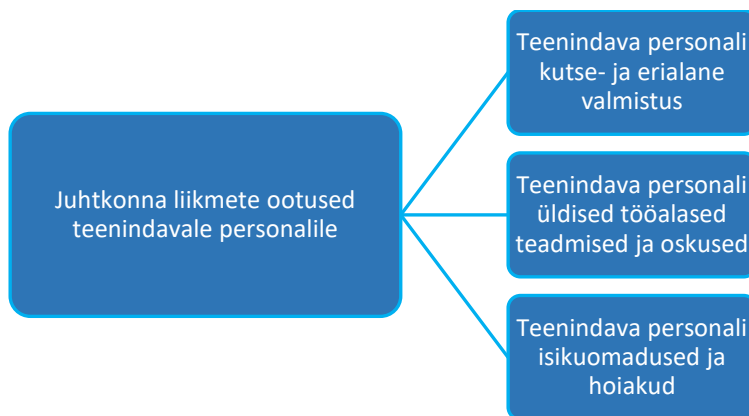 Juhtkonna liikmete ootused
teenindavale personalile
Teenindava personali
kutse- ja erialane
valmistus
Teenindava personali
üldised tööalased
teadmised ja oskused
Teenindava personali
isikuomadused ja
hoiakud